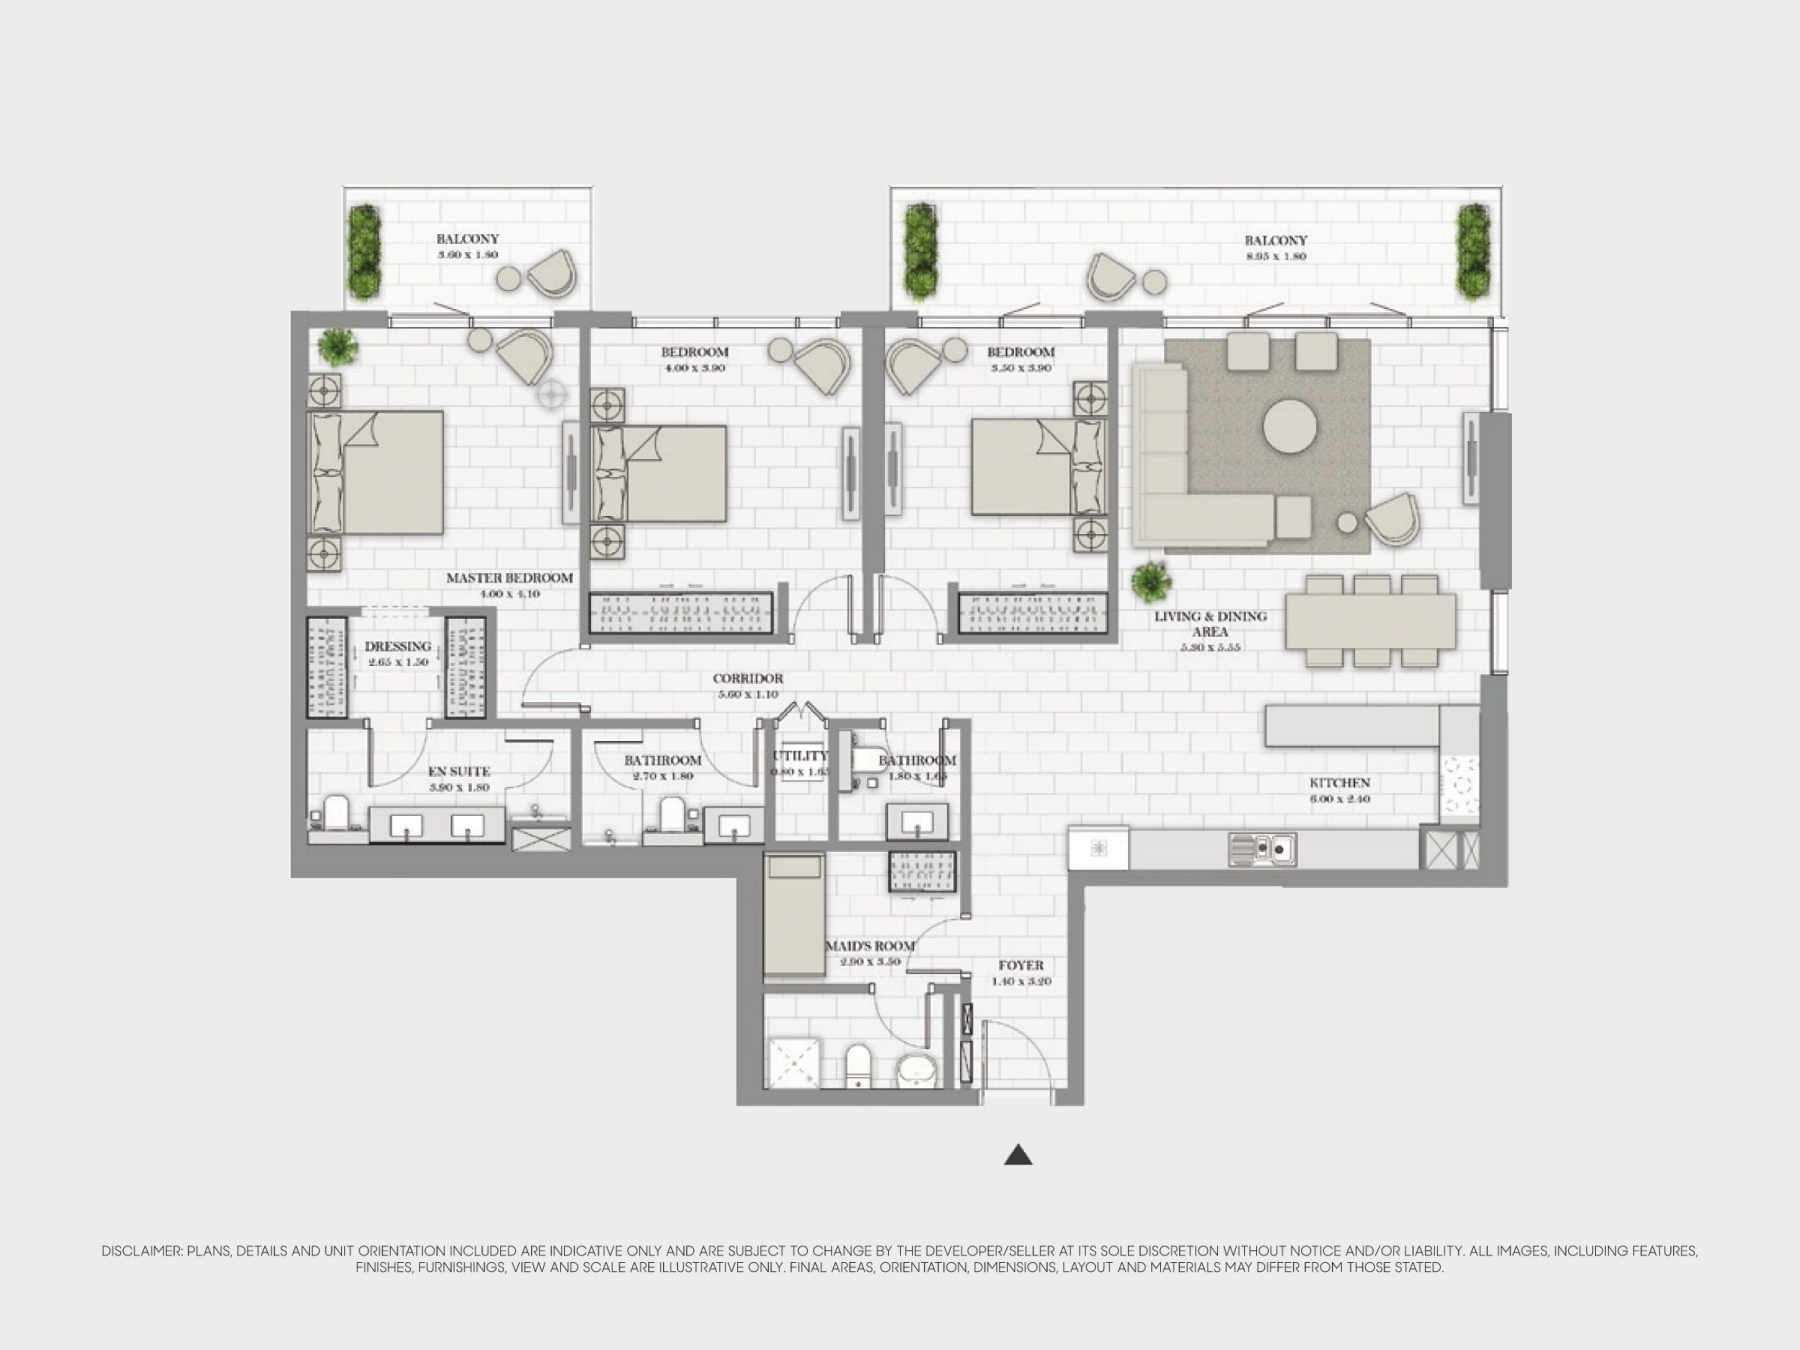 BALCONY
3.60 x 1.80
BALCONY
8.95 x 1.80
BEDROOM
4.00 x 3.90
BEDROOM
3.50 x 3.90
MASTER BEDROOM
4.00 x 4.10
LIVING & DINING
AREA
5.90 x 5.55
DRESSING
2.65 x 1.50
CORRIDOR
5.60 x 1.10
EN SUITE
3.90 x 1.80
BATHROOM
2.70 x 1.80
UTILITY
0.80 x 1.65
BATHROOM
1.80 x 1.65
KITCHEN
6.00 x 2.40
MAID'S ROOM
2.90 x 3.50
FOYER
1.40 x 3.20
DISCLAIMER: PLANS, DETAILS AND UNIT ORIENTATION INCLUDED ARE INDICATIVE ONLY AND ARE SUBJECT TO CHANGE BY THE DEVELOPER/SELLER AT ITS SOLE DISCRETION WITHOUT NOTICE AND/OR LIABILITY. ALL IMAGES, INCLUDING FEATURES,
FINISHES, FURNISHINGS, VIEW AND SCALE ARE ILLUSTRATIVE ONLY. FINAL AREAS, ORIENTATION, DIMENSIONS, LAYOUT AND MATERIALS MAY DIFFER FROM THOSE STATED.